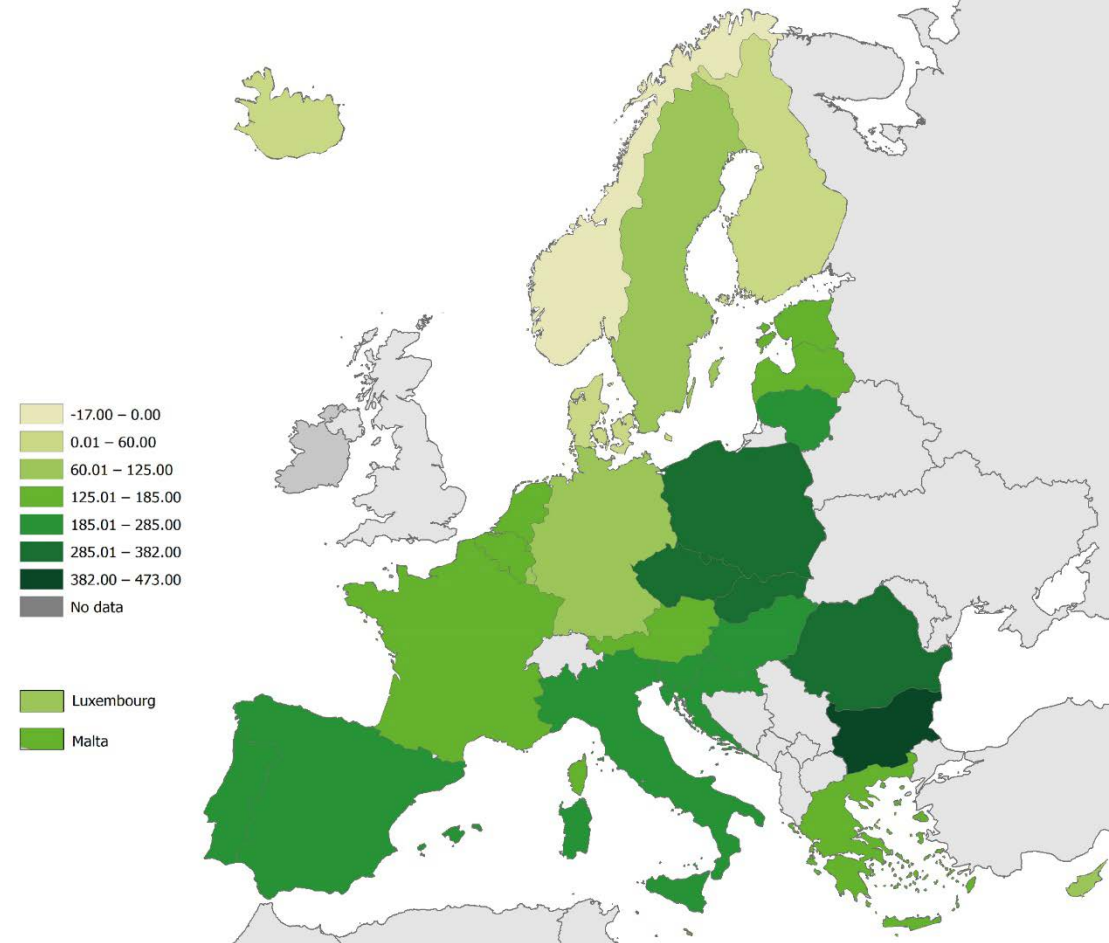 -17.00 – 0.00
0.01 – 60.00
60.01 – 125.00
125.01 – 185.00
185.01 – 285.00
285.01 – 382.00
382.00 – 473.00
No data
Luxembourg
Malta